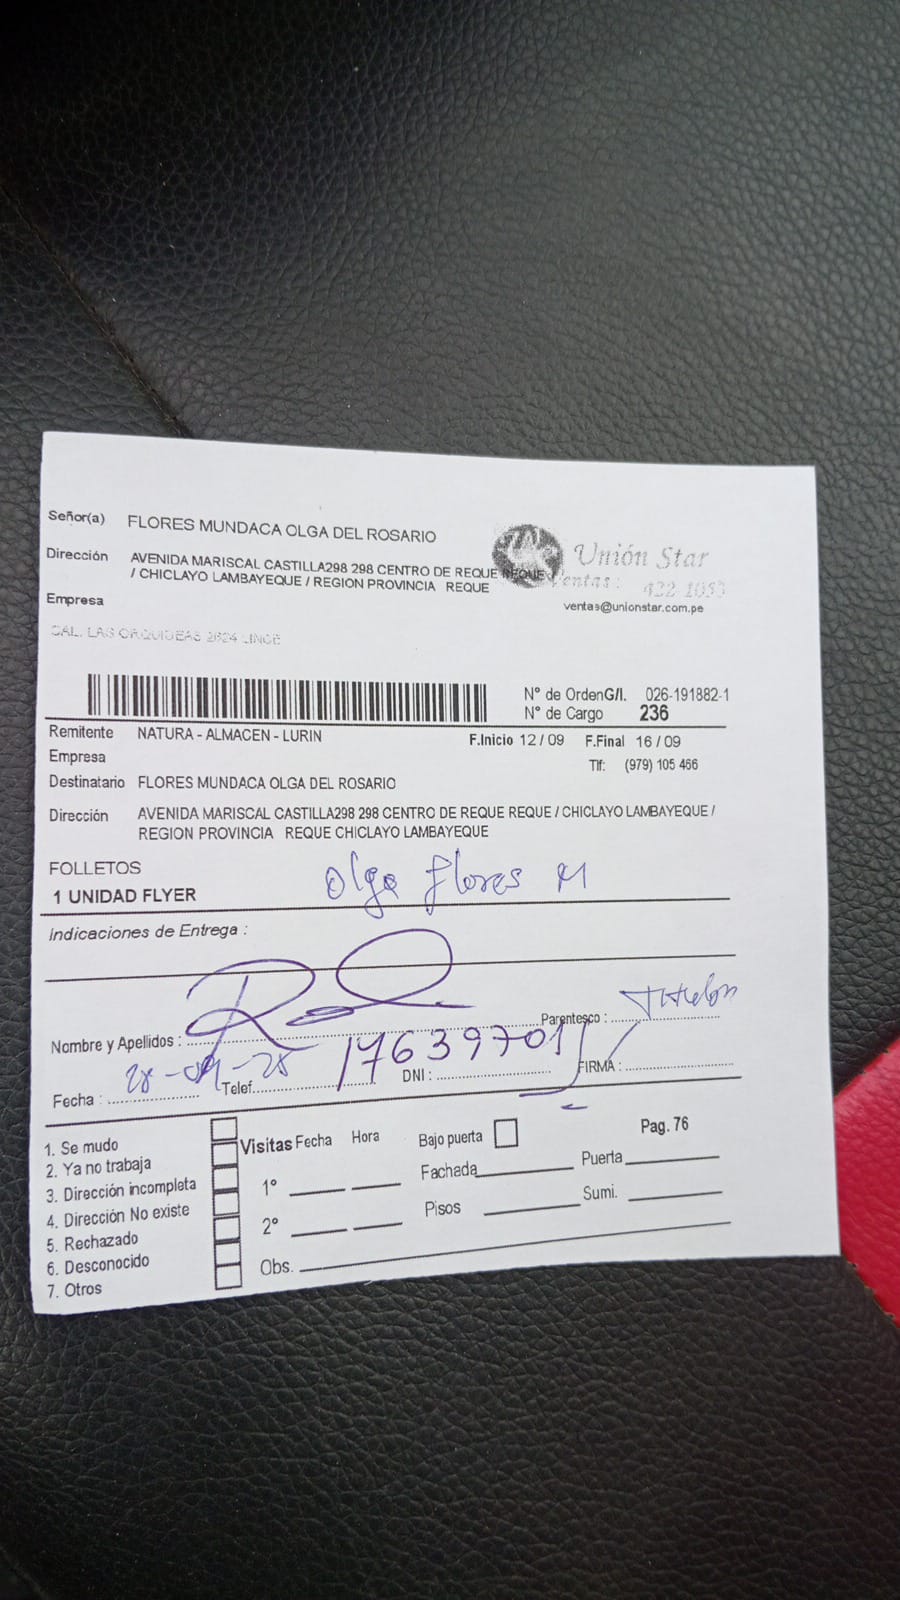 Señor(a) FLORES MUNDACA OLGA DEL ROSARIO
Dirección AVENIDA MARISCAL CASTILLA298 298 CENTRO DE REQUE REQUE
/ CHICLAYO LAMBAYEQUE / REGION PROVINCIA REQUE
Unión Star
Ventas: 422 1053
ventas@unionstar.com.pe
Empresa
CAL. LAS ORQUIDEAS 2624 LINCE
N° de OrdenG/I. 026-191882-1
N° de Cargo 236
Remitente NATURA - ALMACEN - LURIN
F.Inicio 12 / 09 F.Final 16 / 09
Empresa
Tlf: (979) 105 466
Destinatario FLORES MUNDACA OLGA DEL ROSARIO
Dirección AVENIDA MARISCAL CASTILLA298 298 CENTRO DE REQUE REQUE / CHICLAYO LAMBAYEQUE /
REGION PROVINCIA REQUE CHICLAYO LAMBAYEQUE
FOLLETOS
1 UNIDAD FLYER
Olga Flores M
Indicaciones de Entrega :
Nombre y Apellidos :
Parentesco :
Fecha : Telef. 17639701 DNI : FIRMA :
1. Se mudo
2. Ya no trabaja
3. Dirección incompleta
4. Dirección No existe
5. Rechazado
6. Desconocido
7. Otros
Visitas Fecha Hora
1°
2°
Obs.
Bajo puerta
Fachada
Pisos
Pag. 76
Puerta
Sumi.